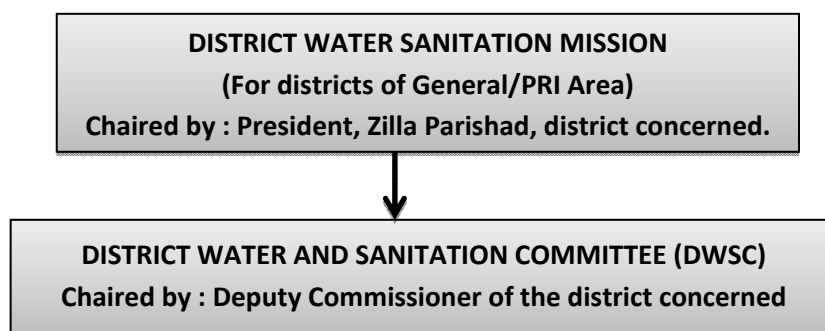 DISTRICT WATER SANITATION MISSION
(For districts of General/PRI Area)
Chaired by : President, Zilla Parishad, district concerned.
DISTRICT WATER AND SANITATION COMMITTEE (DWSC)
Chaired by : Deputy Commissioner of the district concerned